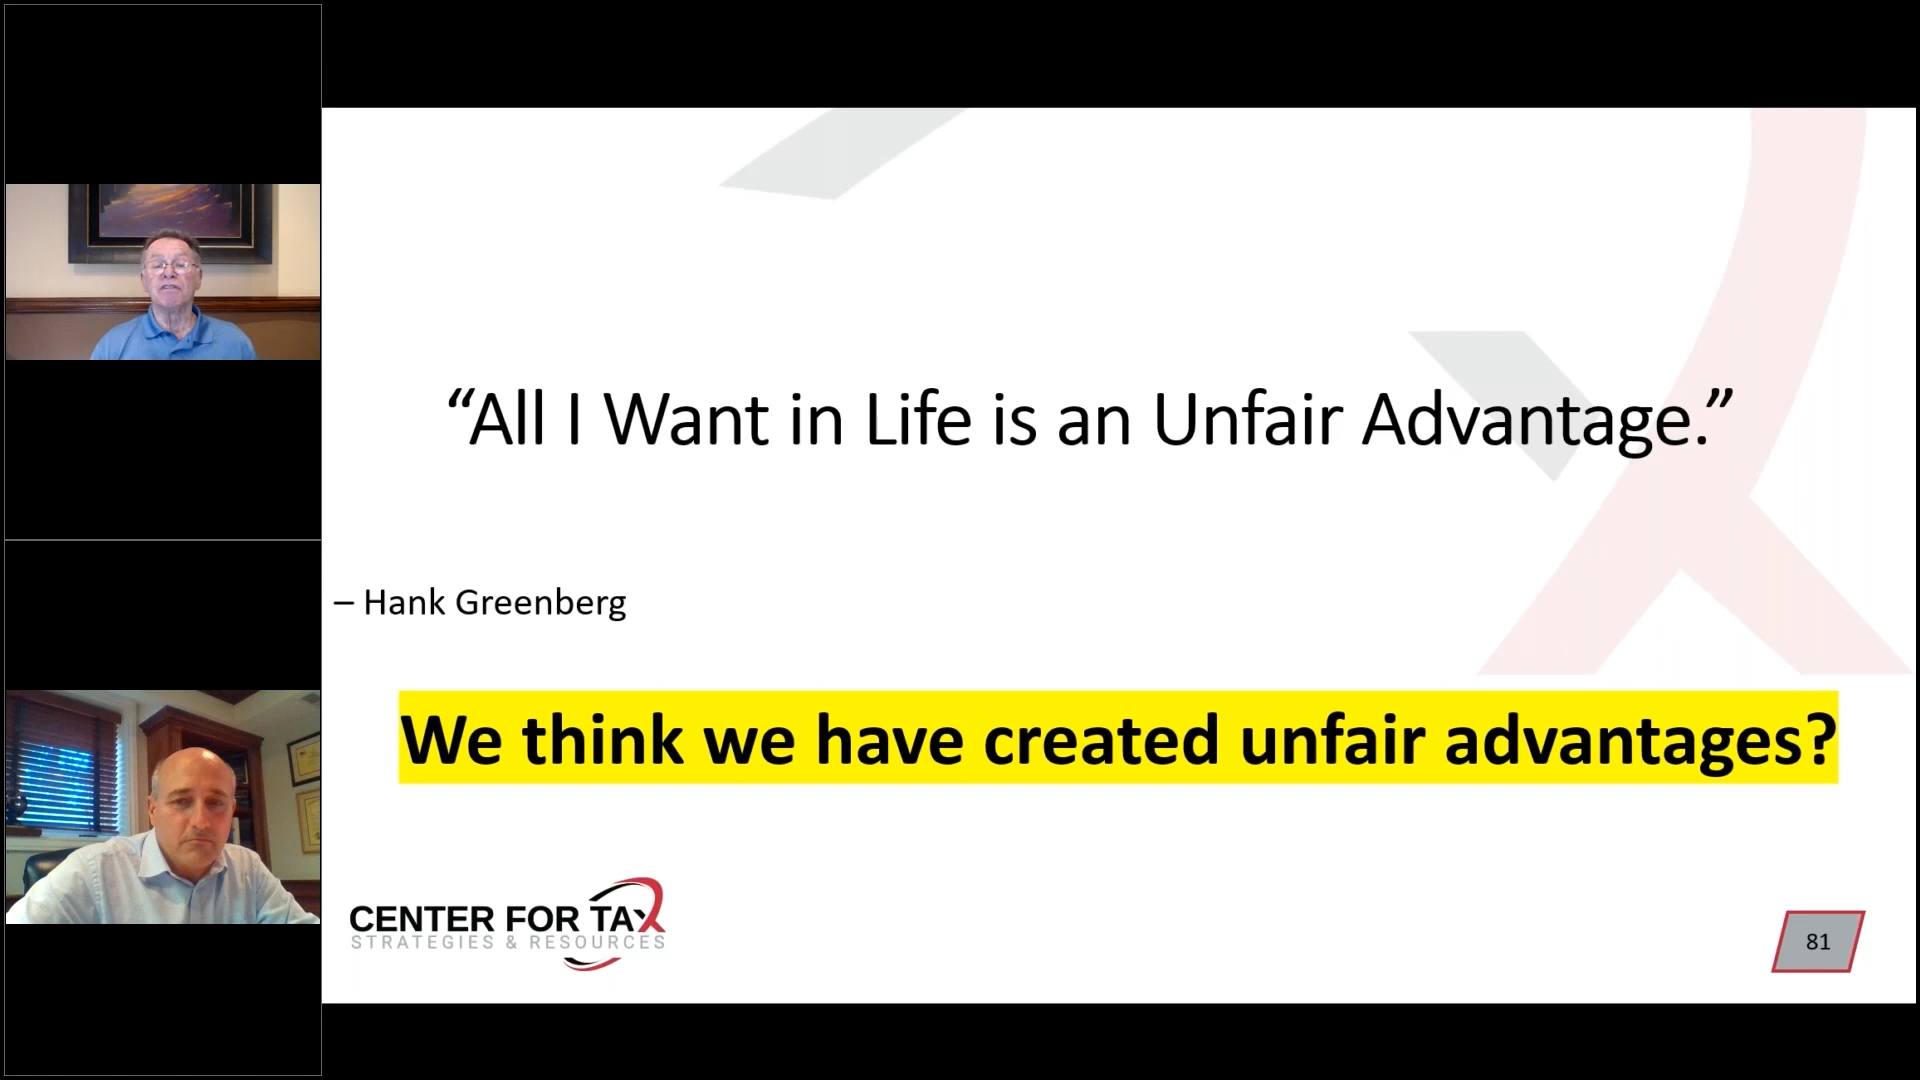 “All I Want in Life is an Unfair Advantage.”
– Hank Greenberg
We think we have created unfair advantages?
CENTER FOR TAX
STRATEGIES & RESOURCES
81